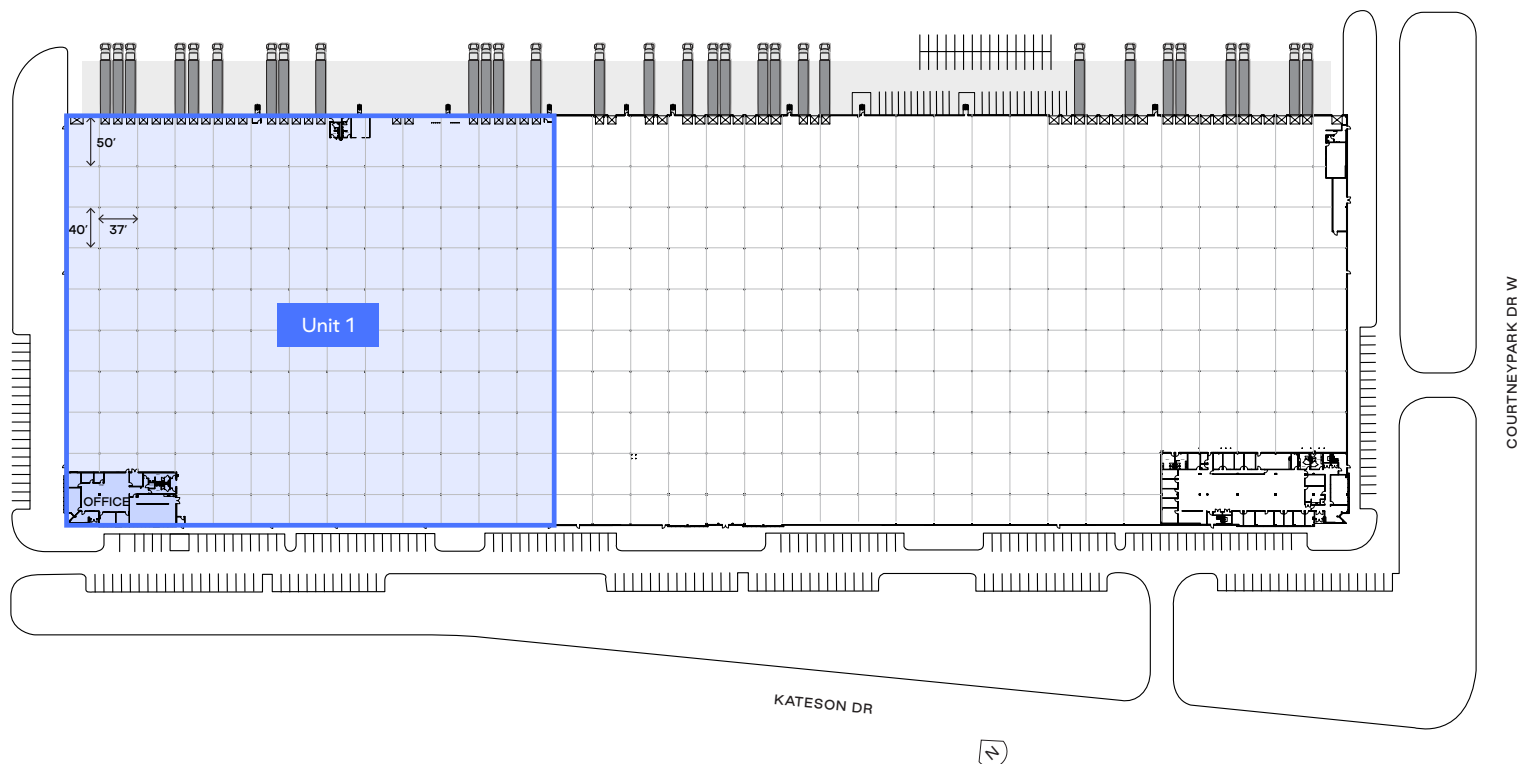 50′
40′
37′
Unit 1
OFFICE
COURTNEYPARK DR W
KATESON DR
N